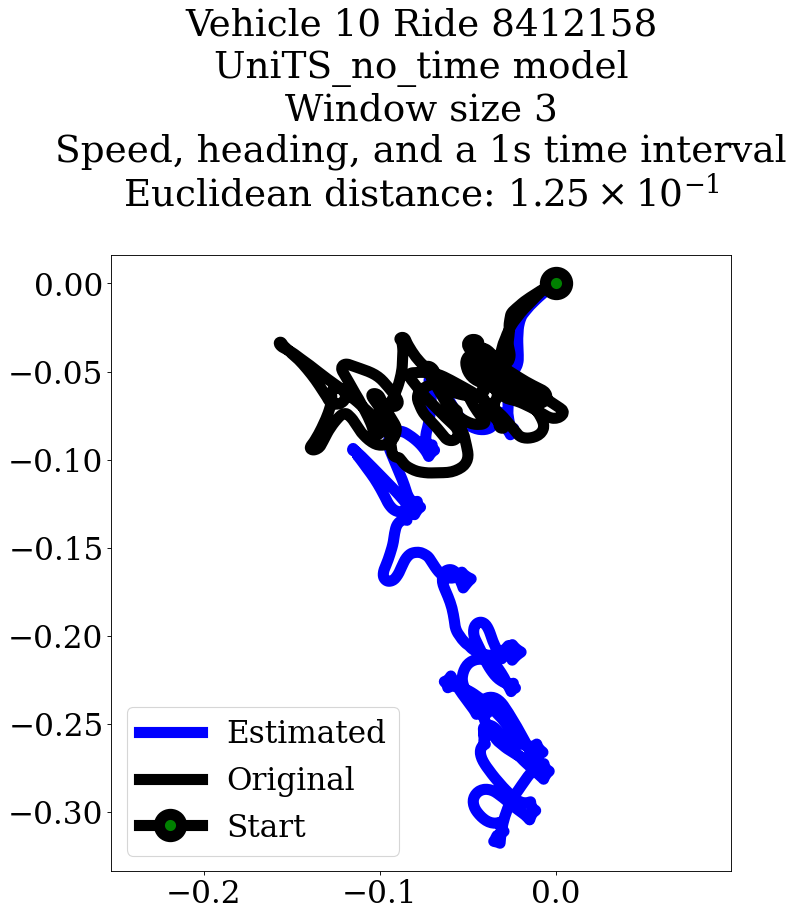 Vehicle 10 Ride 8412158
UniTS_no_time model
Window size 3
Speed, heading, and a 1s time interval
Euclidean distance: 1.25 × 10⁻¹
0.00
−0.05
−0.10
−0.15
−0.20
−0.25
−0.30
Estimated
Original
Start
−0.2
−0.1
0.0